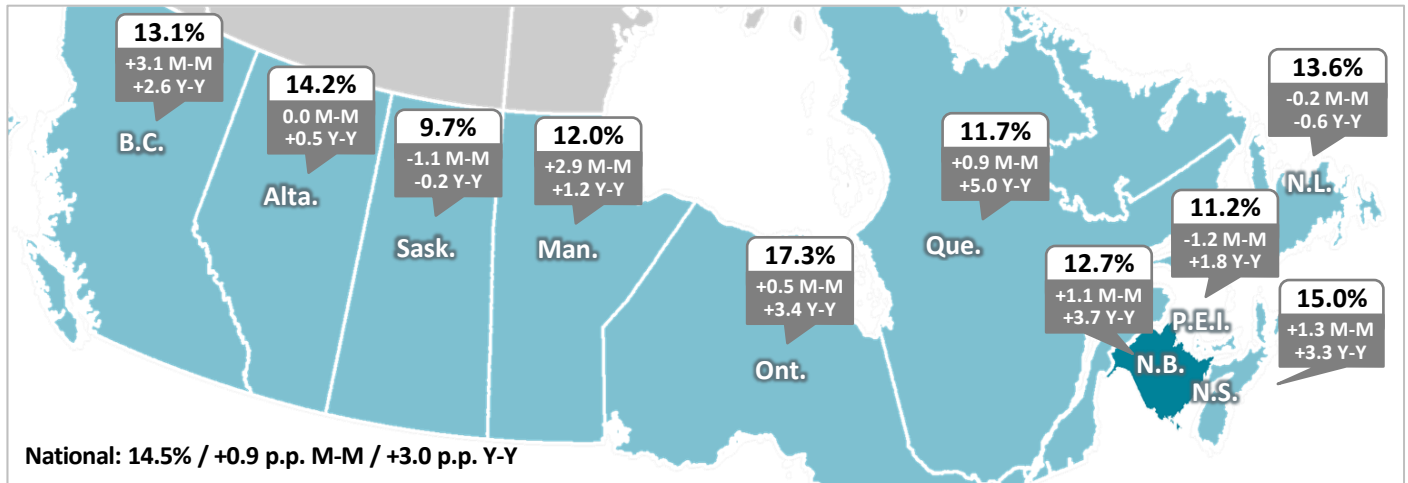 13.1%
+3.1 M-M
+2.6 Y-Y
B.C.
14.2%
0.0 M-M
+0.5 Y-Y
Alta.
9.7%
-1.1 M-M
-0.2 Y-Y
Sask.
12.0%
+2.9 M-M
+1.2 Y-Y
Man.
17.3%
+0.5 M-M
+3.4 Y-Y
Ont.
11.7%
+0.9 M-M
+5.0 Y-Y
Que.
13.6%
-0.2 M-M
-0.6 Y-Y
N.L.
11.2%
-1.2 M-M
+1.8 Y-Y
P.E.I.
12.7%
+1.1 M-M
+3.7 Y-Y
N.B.
15.0%
+1.3 M-M
+3.3 Y-Y
N.S.
National: 14.5% / +0.9 p.p. M-M / +3.0 p.p. Y-Y